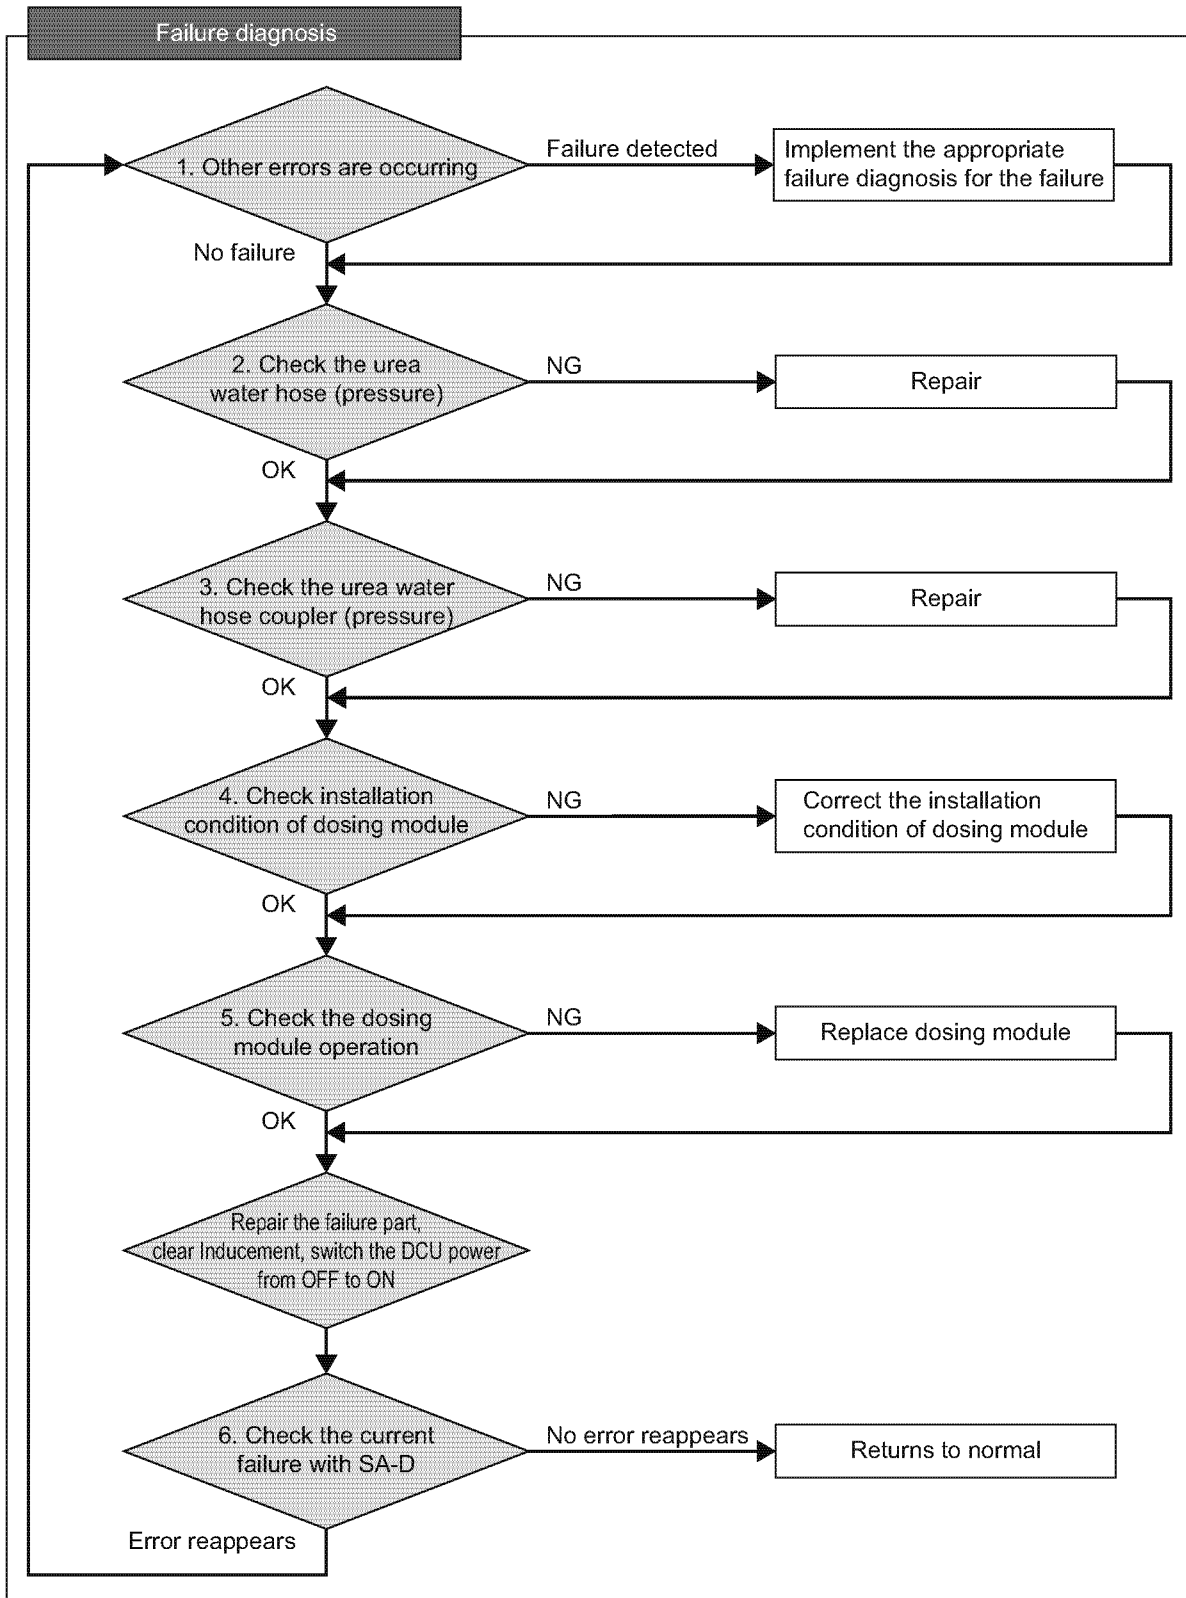 Failure diagnosis
1. Other errors are occurring
Failure detected
Implement the appropriate
failure diagnosis for the failure
No failure
2. Check the urea
water hose (pressure)
NG
Repair
OK
3. Check the urea water
hose coupler (pressure)
NG
Repair
OK
4. Check installation
condition of dosing module
NG
Correct the installation
condition of dosing module
OK
5. Check the dosing
module operation
NG
Replace dosing module
OK
Repair the failure part,
clear Inducement, switch the DCU power
from OFF to ON
6. Check the current
failure with SA-D
No error reappears
Returns to normal
Error reappears